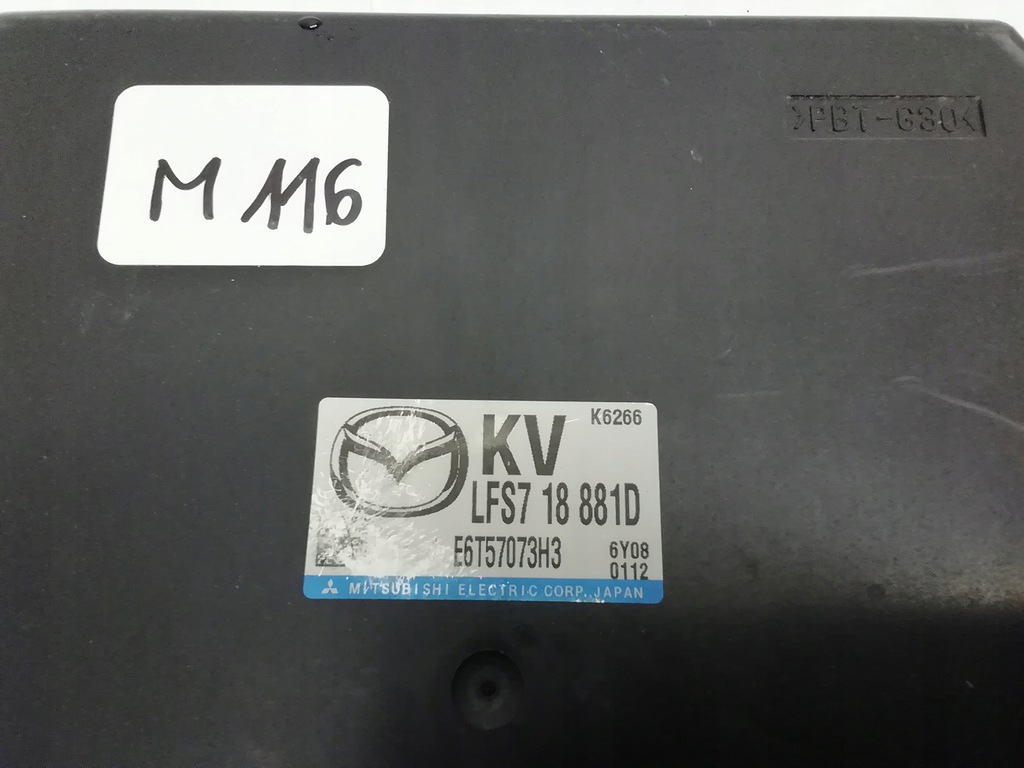 >PBT-G30<
M 116
KV K6266
LFS7 18 881D
E6T57073H3 6Y08
0112
MITSUBISHI ELECTRIC CORP. JAPAN